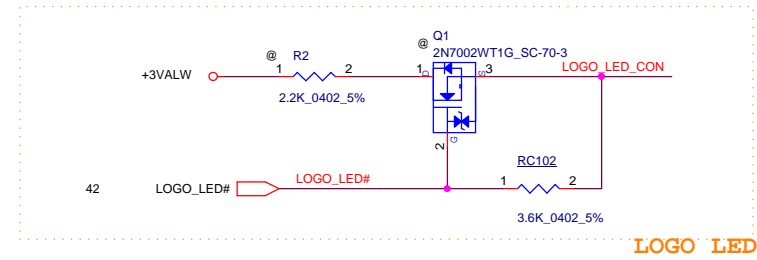 @ Q1
2N7002WT1G_SC-70-3
@ R2
+3VALW 1 2 1 D S 3 LOGO_LED_CON
2.2K_0402_5%
2 G
RC102
42 LOGO_LED# LOGO_LED# 1 2
3.6K_0402_5%
LOGO LED